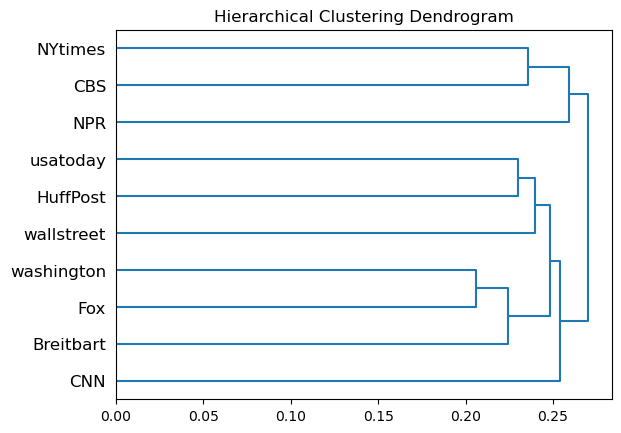 Hierarchical Clustering Dendrogram
NYtimes
CBS
NPR
usatoday
HuffPost
wallstreet
washington
Fox
Breitbart
CNN
0.00 0.05 0.10 0.15 0.20 0.25